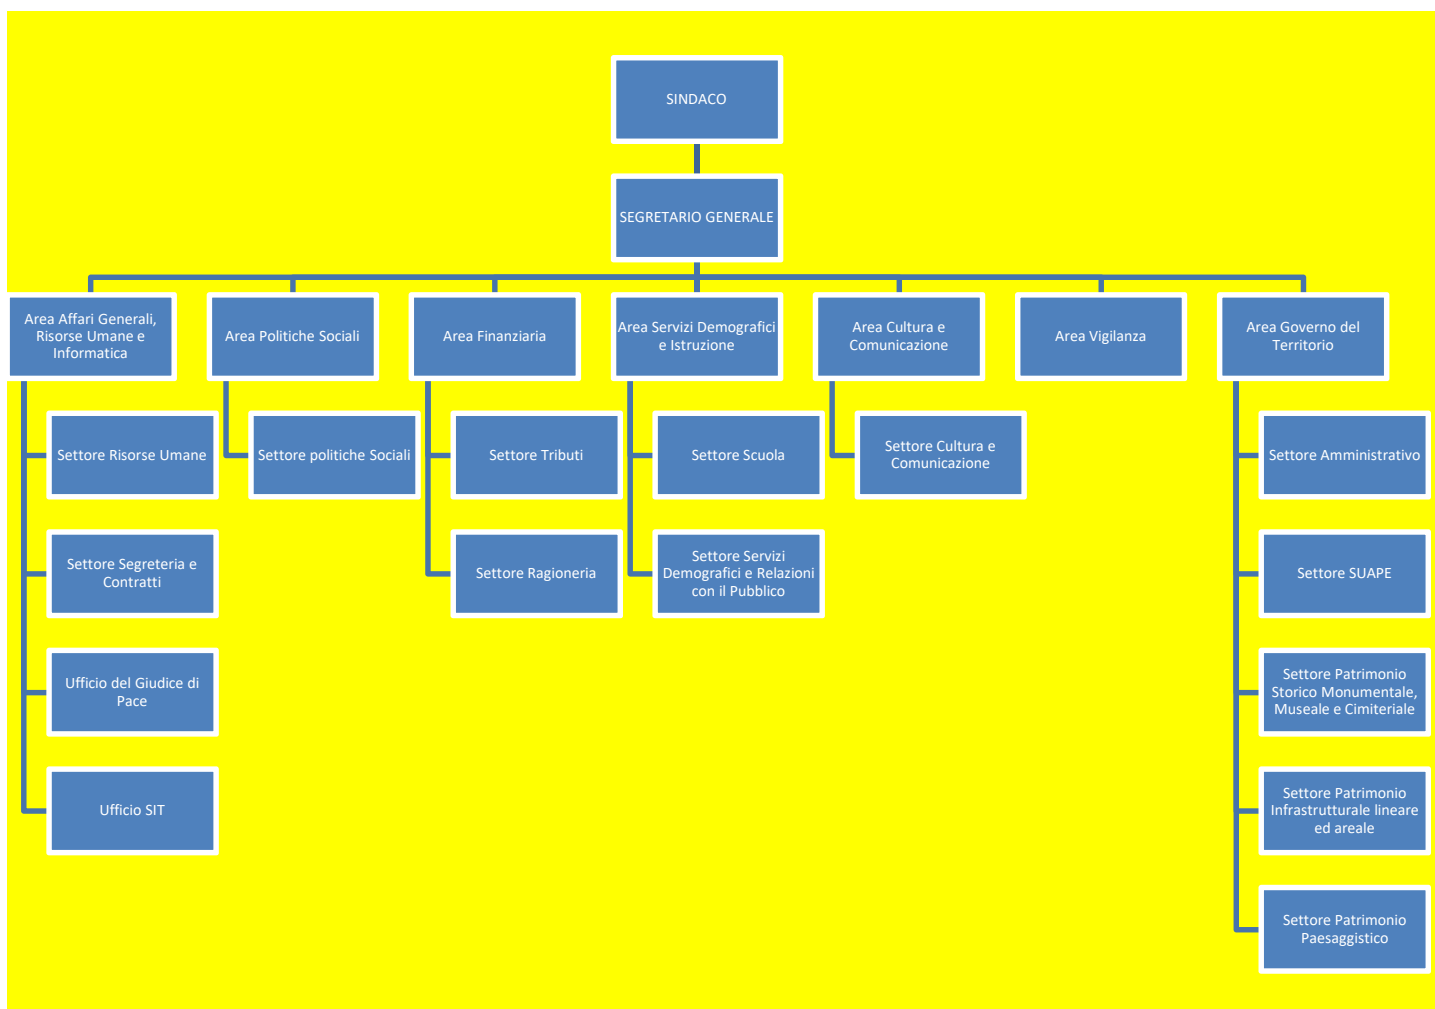 SINDACO
SEGRETARIO GENERALE
Area Affari Generali,
Risorse Umane e
Informatica
Area Politiche Sociali
Area Finanziaria
Area Servizi Demografici
e Istruzione
Area Cultura e
Comunicazione
Area Vigilanza
Area Governo del
Territorio
Settore Risorse Umane
Settore politiche Sociali
Settore Tributi
Settore Scuola
Settore Cultura e
Comunicazione
Settore Amministrativo
Settore Segreteria e
Contratti
Settore Ragioneria
Settore Servizi
Demografici e Relazioni
con il Pubblico
Settore SUAPE
Ufficio del Giudice di
Pace
Settore Patrimonio
Storico Monumentale,
Museale e Cimiteriale
Ufficio SIT
Settore Patrimonio
Infrastrutturale lineare
ed areale
Settore Patrimonio
Paesaggistico